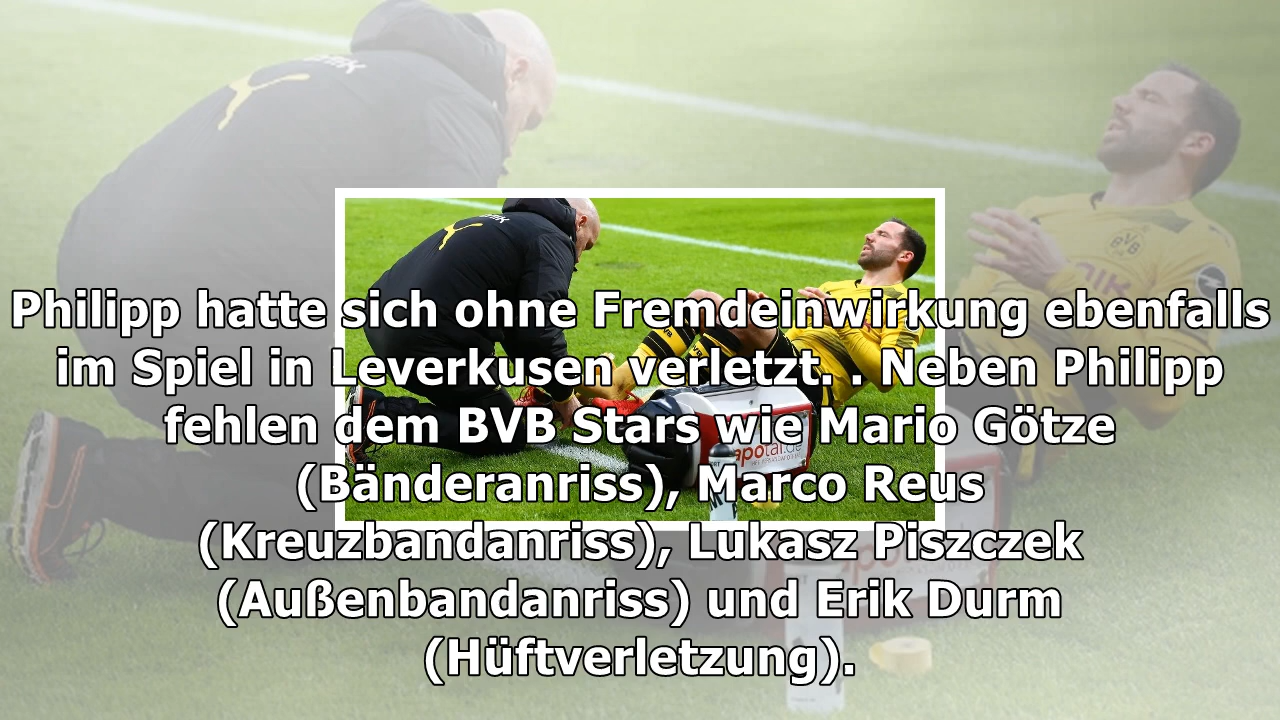 Philipp hatte sich ohne Fremdeinwirkung ebenfalls
im Spiel in Leverkusen verletzt. . Neben Philipp
fehlen dem BVB Stars wie Mario Götze
(Bänderanriss), Marco Reus
(Kreuzbandanriss), Lukasz Piszczek
(Außenbandanriss) und Erik Durm
(Hüftverletzung).
BVB